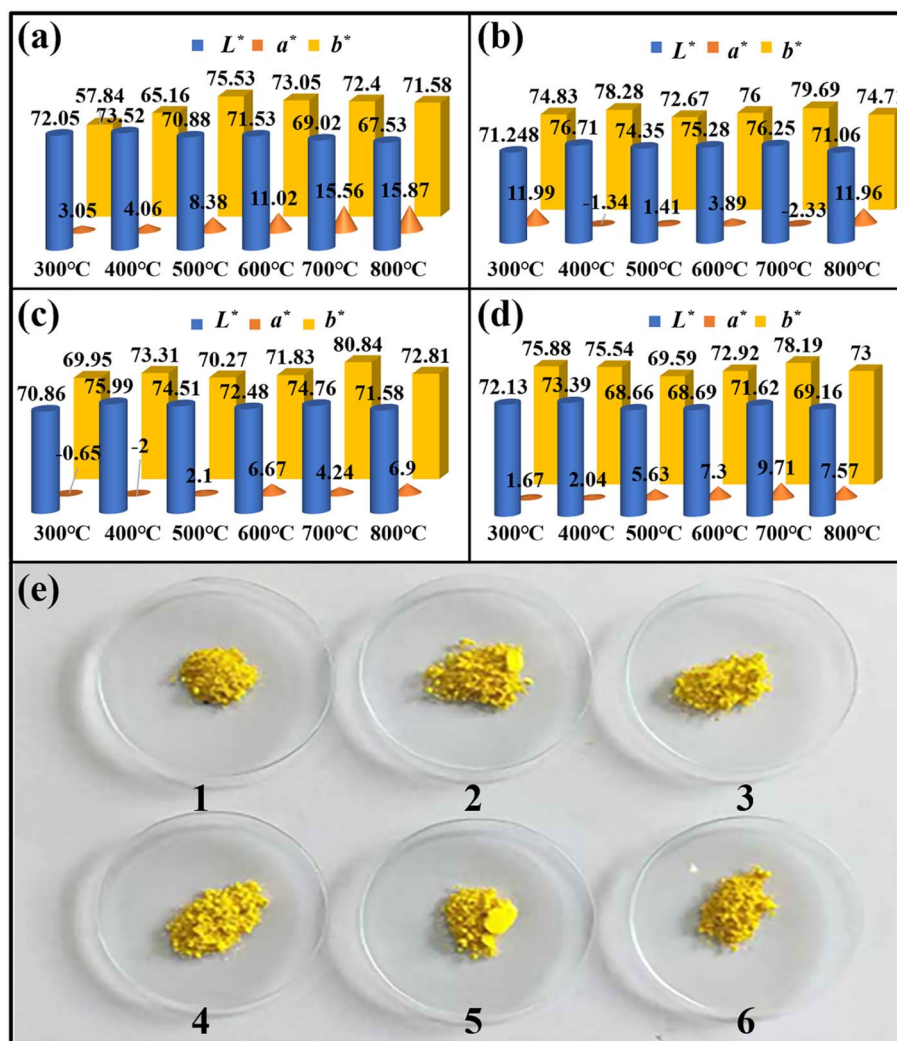 (a)
L* a* b*
72.05 57.84 73.52 65.16 70.88 75.53 71.53 73.05 69.02 72.4 67.53 71.58
3.05 4.06 8.38 11.02 15.56 15.87
300°C 400°C 500°C 600°C 700°C 800°C
(b)
L* a* b*
71.248 74.83 76.71 78.28 74.35 72.67 75.28 76 76.25 79.69 71.06
11.99 -1.34 1.41 3.89 -2.33 11.96
300°C 400°C 500°C 600°C 700°C 800°C
(c)
L* a* b*
70.86 69.95 75.99 73.31 74.51 70.27 72.48 71.83 74.76 80.84 71.58 72.81
-0.65 -2 2.1 6.67 4.24 6.9
300°C 400°C 500°C 600°C 700°C 800°C
(d)
L* a* b*
72.13 75.88 73.39 75.54 68.66 69.59 68.69 72.92 71.62 78.19 69.16 73
1.67 2.04 5.63 7.3 9.71 7.57
300°C 400°C 500°C 600°C 700°C 800°C
(e)
1 2 3
4 5 6